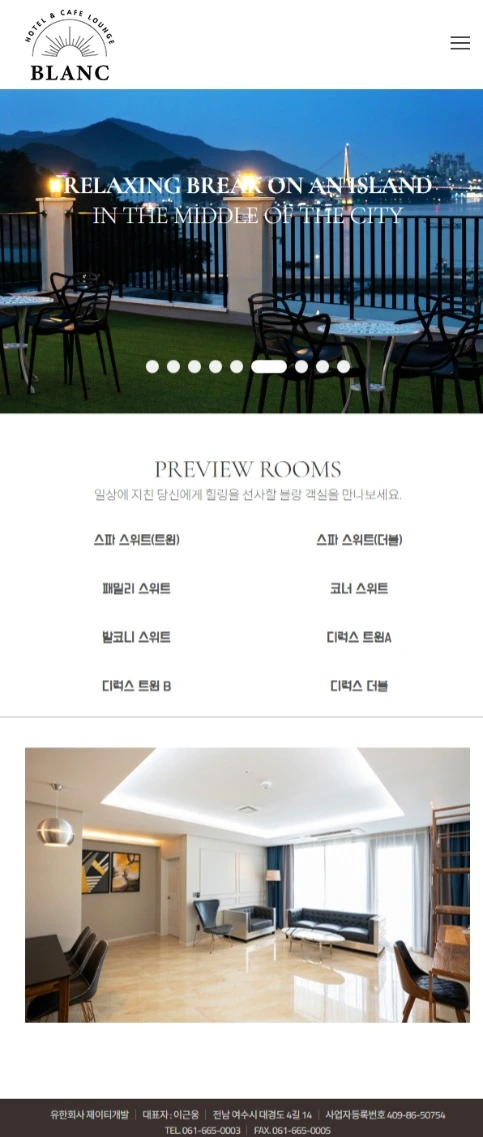 HOTEL & CAFE LOUNGE
BLANC
RELAXING BREAK ON AN ISLAND
IN THE MIDDLE OF THE CITY
PREVIEW ROOMS
일상에 지친 당신에게 힐링을 선사할 블랑 객실을 만나보세요.
스파 스위트(트윈) 스파 스위트(더블)
패밀리 스위트 코너 스위트
발코니 스위트 디럭스 트윈A
디럭스 트윈 B 디럭스 더블
유한회사 제이티개발 | 대표자 : 이근웅 | 전남 여수시 대경도 4길 14 | 사업자등록번호 409-86-50754
TEL. 061-665-0003 | FAX. 061-665-0005